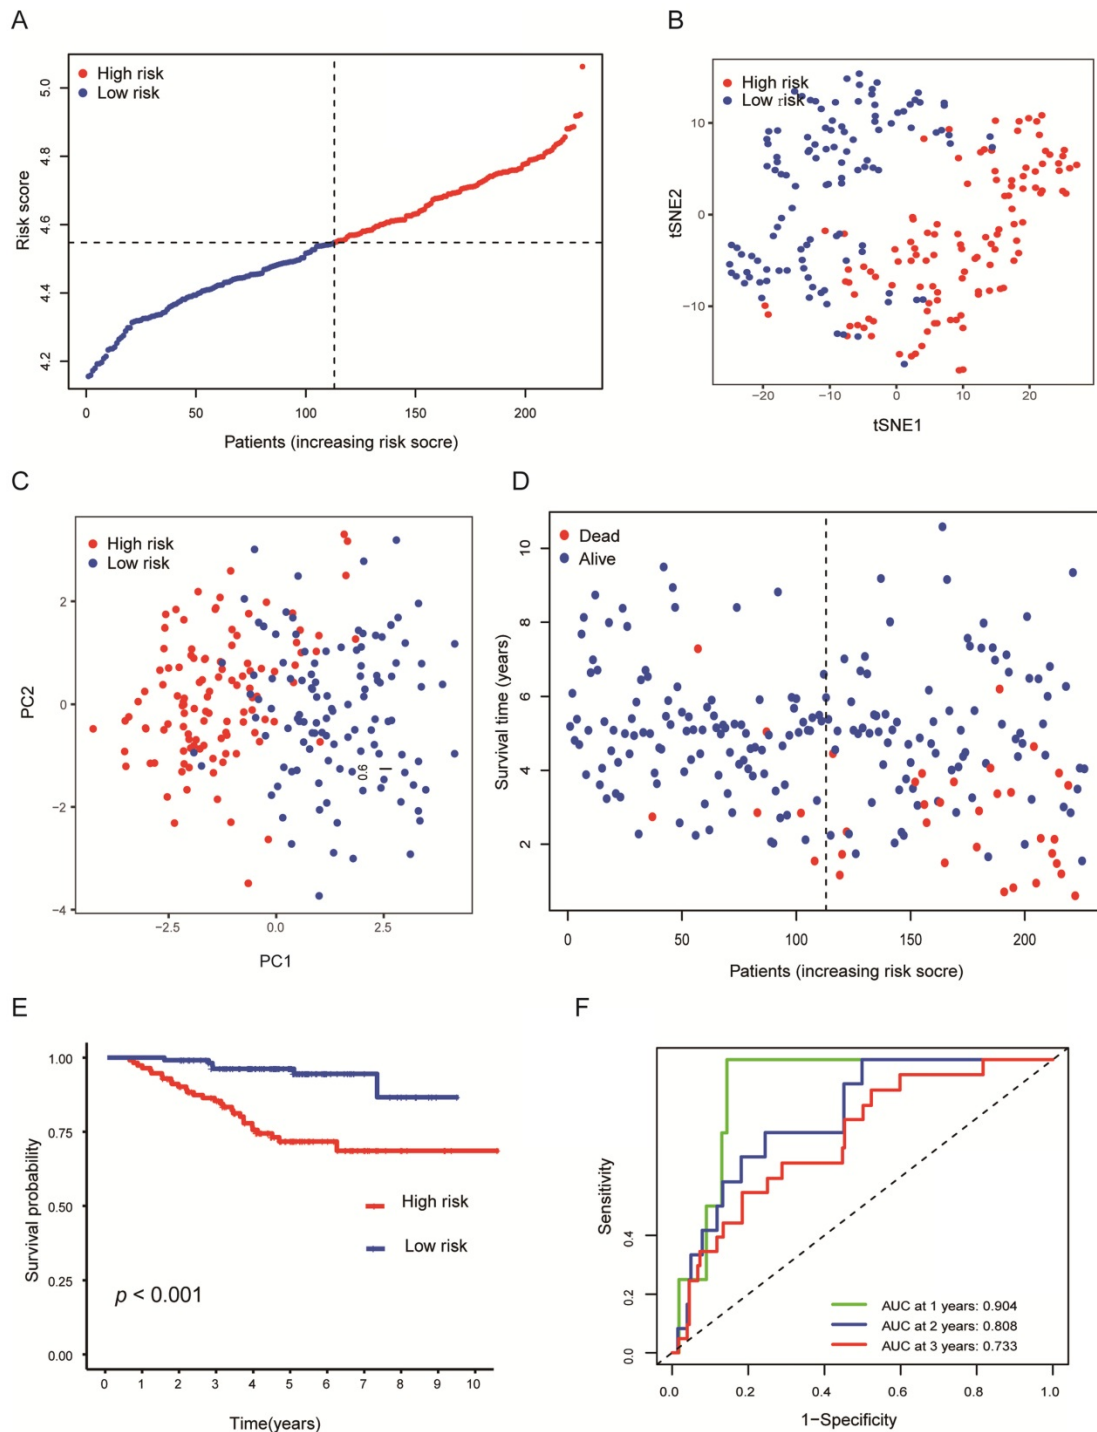 A
High risk
Low risk
5.0
4.8
4.6
4.4
4.2
Risk score
0
50
100
150
200
Patients (increasing risk socre)
B
High risk
Low risk
10
0
−10
tSNE2
−20
−10
0
10
20
tSNE1
C
High risk
Low risk
2
0
−2
−4
PC2
0.6
−2.5
0.0
2.5
PC1
D
Dead
Alive
10
8
6
4
2
Survival time (years)
0
50
100
150
200
Patients (increasing risk socre)
E
1.00
0.75
0.50
0.25
0.00
Survival probability
High risk
Low risk
p < 0.001
0
1
2
3
4
5
6
7
8
9
10
Time(years)
F
Sensitivity
0.4
0.2
0.0
AUC at 1 years: 0.904
AUC at 2 years: 0.808
AUC at 3 years: 0.733
0.0
0.2
0.4
0.6
0.8
1.0
1−Specificity